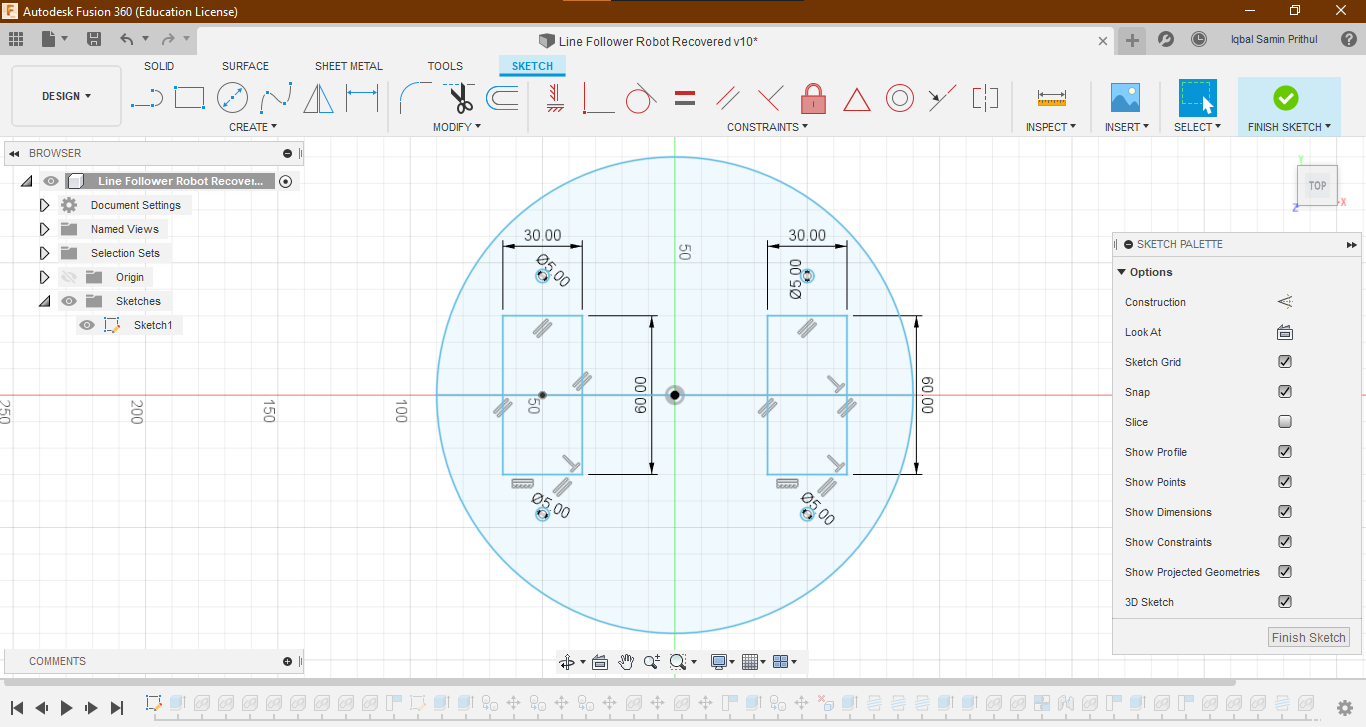 Autodesk Fusion 360 (Education License)
Line Follower Robot Recovered v10*
Iqbal Samin Prithul
SOLID SURFACE SHEET METAL TOOLS SKETCH
DESIGN
CREATE MODIFY CONSTRAINTS INSPECT INSERT SELECT FINISH SKETCH
BROWSER
Line Follower Robot Recover...
Document Settings
Named Views
Selection Sets
Origin
Sketches
Sketch1
TOP
X
Y
Z
30.00 30.00
50
Ø5.00 Ø5.00
60.00 60.00
250 200 150 100 50
Ø5.00 Ø5.00
SKETCH PALETTE
Options
Construction
Look At
Sketch Grid
Snap
Slice
Show Profile
Show Points
Show Dimensions
Show Constraints
Show Projected Geometries
3D Sketch
Finish Sketch
COMMENTS